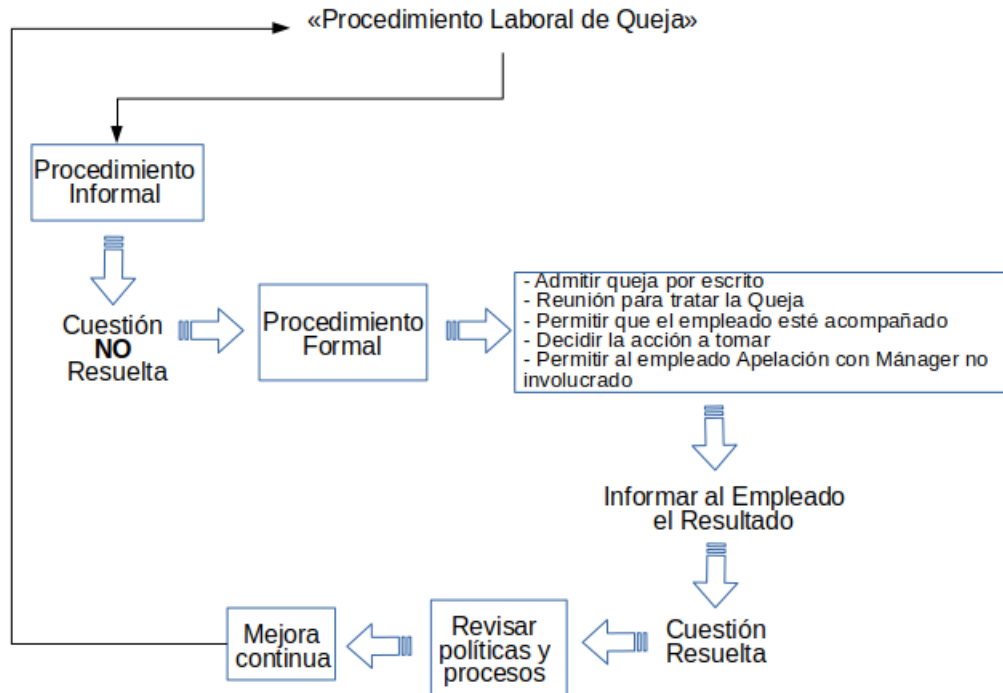 «Procedimiento Laboral de Queja»
Procedimiento
Informal
Cuestión
NO
Resuelta
Procedimiento
Formal
- Admitir queja por escrito
- Reunión para tratar la Queja
- Permitir que el empleado esté acompañado
- Decidir la acción a tomar
- Permitir al empleado Apelación con Mánager no
involucrado
Informar al Empleado
el Resultado
Cuestión
Resuelta
Revisar
políticas y
procesos
Mejora
continua